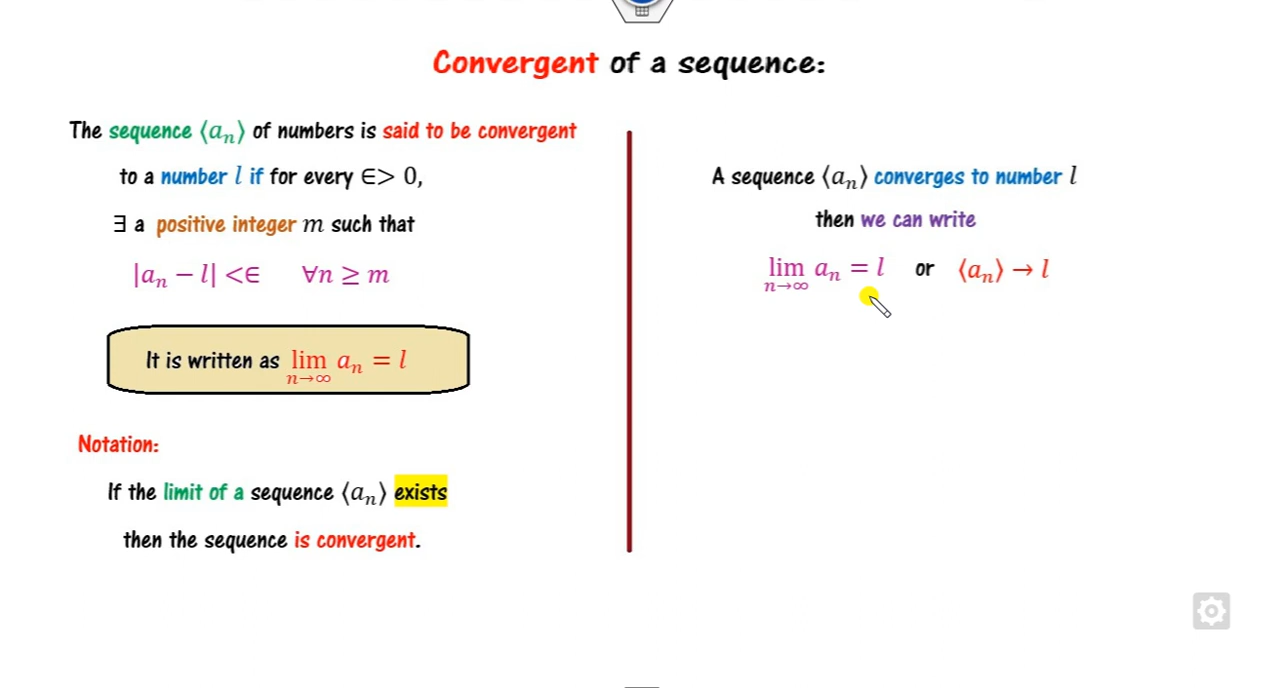 Convergent of a sequence:
The sequence ⟨aₙ⟩ of numbers is said to be convergent
to a number l if for every ∈> 0,
∃ a positive integer m such that
|aₙ − l| <∈ ∀n ≥ m
It is written as lim aₙ = l
n→∞
Notation:
If the limit of a sequence ⟨aₙ⟩ exists
then the sequence is convergent.
A sequence ⟨aₙ⟩ converges to number l
then we can write
lim aₙ = l or ⟨aₙ⟩ → l
n→∞